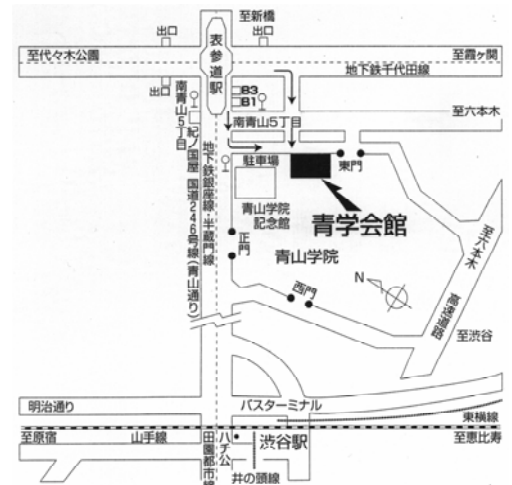 至新橋
出口
出口
表参道駅
至代々木公園
至霞ヶ関
地下鉄千代田線
出口
B3
B1
南青山5丁目
南青山5丁目
至六本木
紀ノ国屋
国道246号線(青山通り)
地下鉄銀座線・半蔵門線
駐車場
東門
青山学院
記念館
青学会館
正門
青山学院
至六本木
N
西門
高速道路
至渋谷
明治通り
バスターミナル
東横線
至原宿
山手線
田園都市線
ハチ公
渋谷駅
至恵比寿
井の頭線